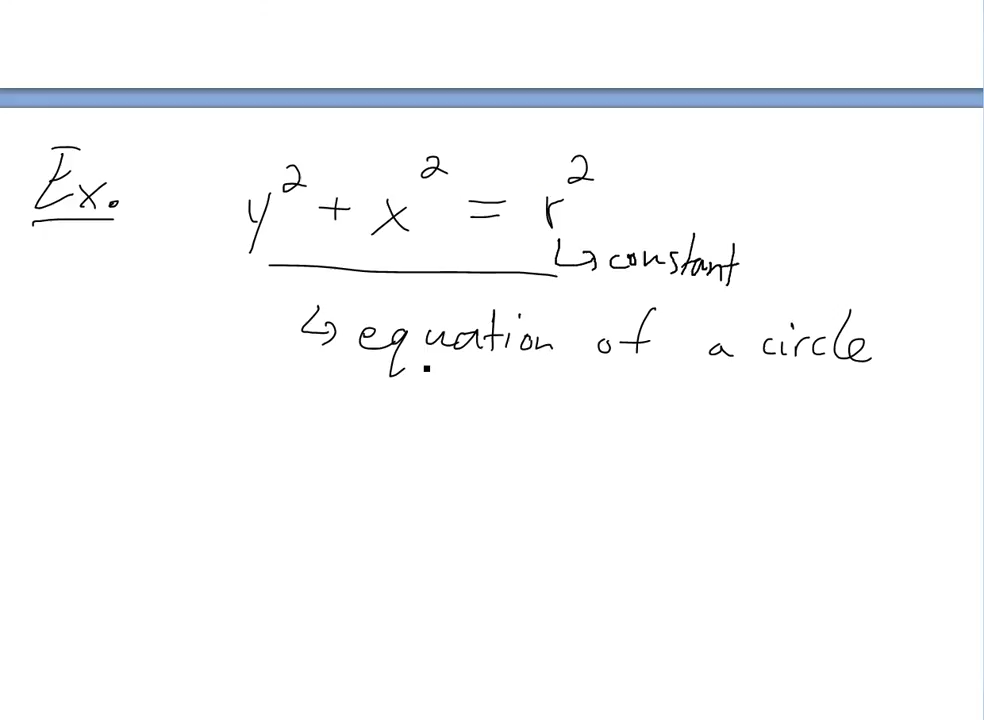 Ex. y² + x² = r²
↳ constant
↳ equation of a circle